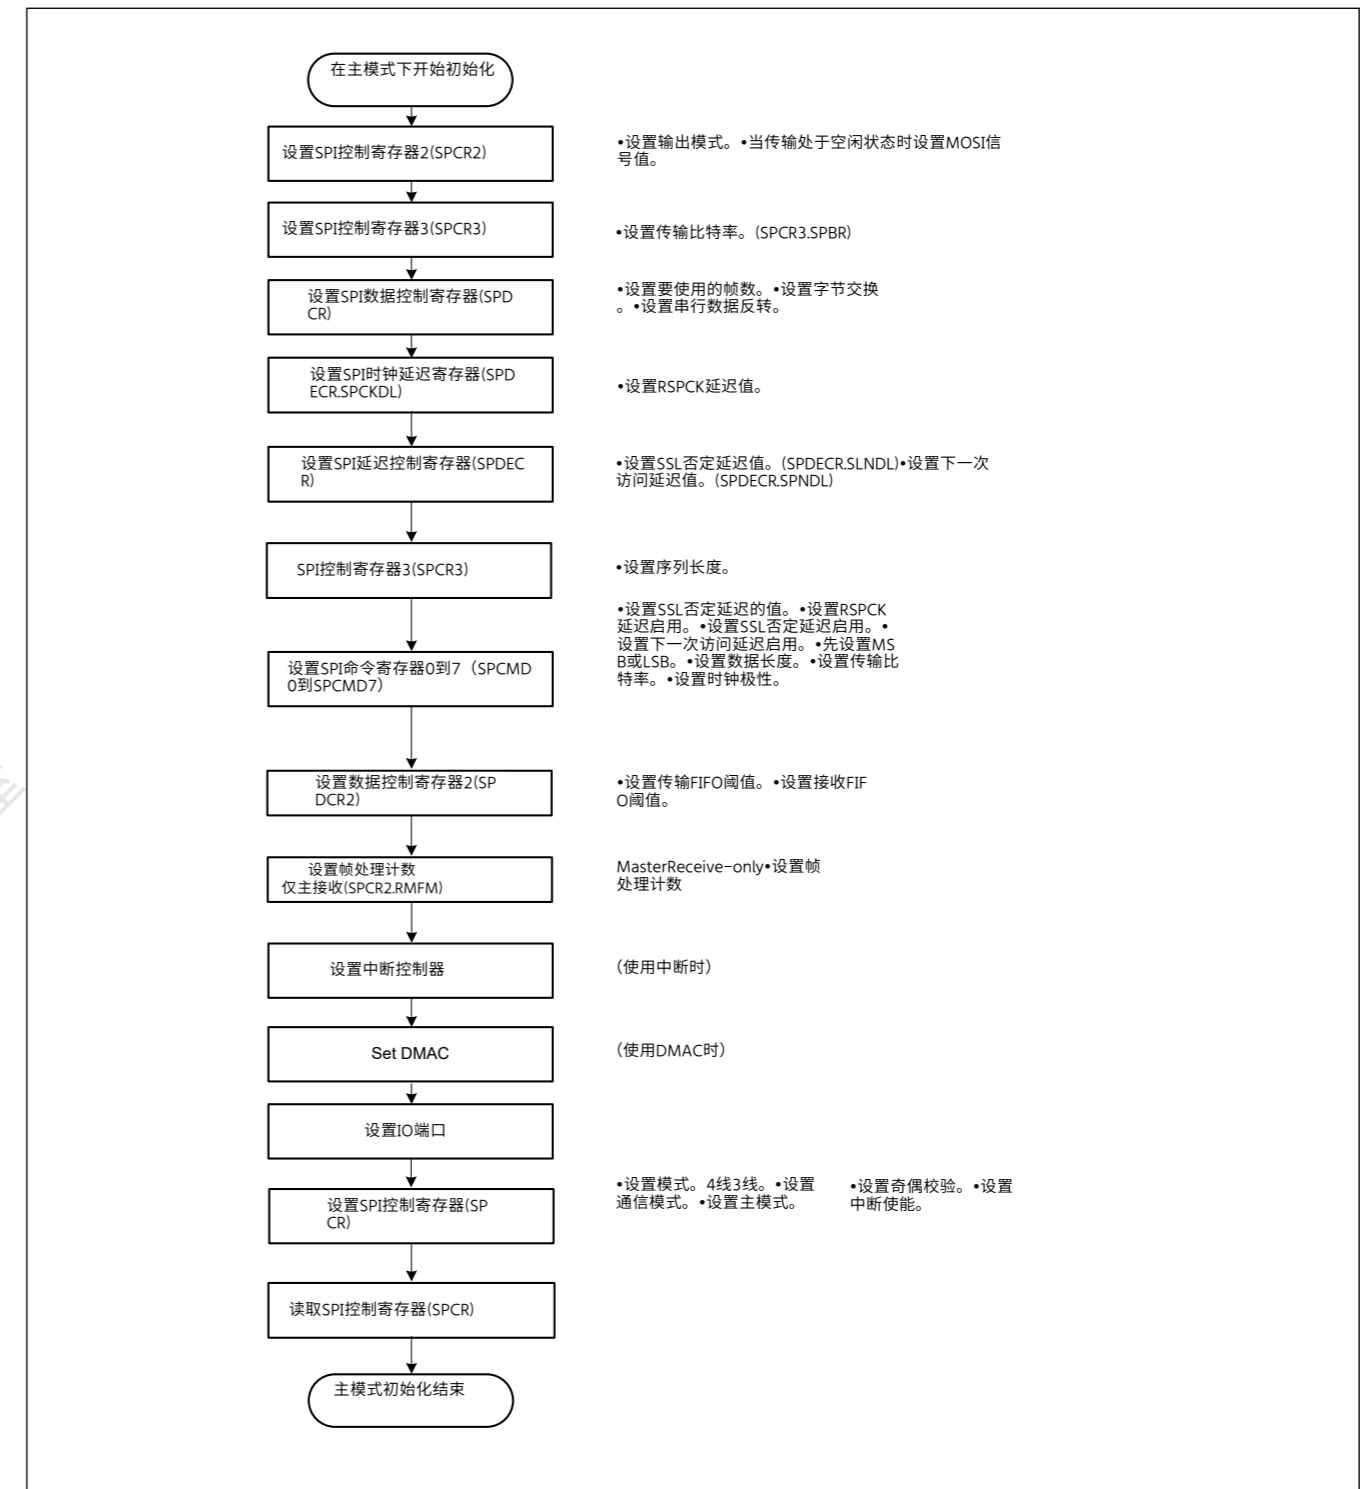 在主模式下开始初始化
设置SPI控制寄存器2(SPCR2)
•设置输出模式。•当传输处于空闲状态时设置MOSI信
号值。
设置SPI控制寄存器3(SPCR3)
•设置传输比特率。(SPCR3.SPBR)
设置SPI数据控制寄存器(SPD
CR)
•设置要使用的帧数。•设置字节交换
。•设置串行数据反转。
设置SPI时钟延迟寄存器(SPD
ECR.SPCKDL)
•设置RSPCK延迟值。
设置SPI延迟控制寄存器(SPDEC
R)
•设置SSL否定延迟值。(SPDECR.SLNDL)•设置下一次
访问延迟值。(SPDECR.SPNDL)
SPI控制寄存器3(SPCR3)
•设置序列长度。
•设置SSL否定延迟的值。•设置RSPCK
延迟启用。•设置SSL否定延迟启用。•
设置下一次访问延迟启用。•先设置MS
B或LSB。•设置数据长度。•设置传输比
特率。•设置时钟极性。
设置SPI命令寄存器0到7（SPCMD
0到SPCMD7）
设置数据控制寄存器2(SP
DCR2)
•设置传输FIFO阈值。•设置接收FIF
O阈值。
设置帧处理计数
仅主接收(SPCR2.RMFM)
MasterReceive-only•设置帧
处理计数
设置中断控制器
（使用中断时）
Set DMAC
（使用DMAC时）
设置IO端口
设置SPI控制寄存器(SP
CR)
•设置模式。4线3线。•设置
通信模式。•设置主模式。
•设置奇偶校验。•设置
中断使能。
读取SPI控制寄存器(SPCR)
主模式初始化结束